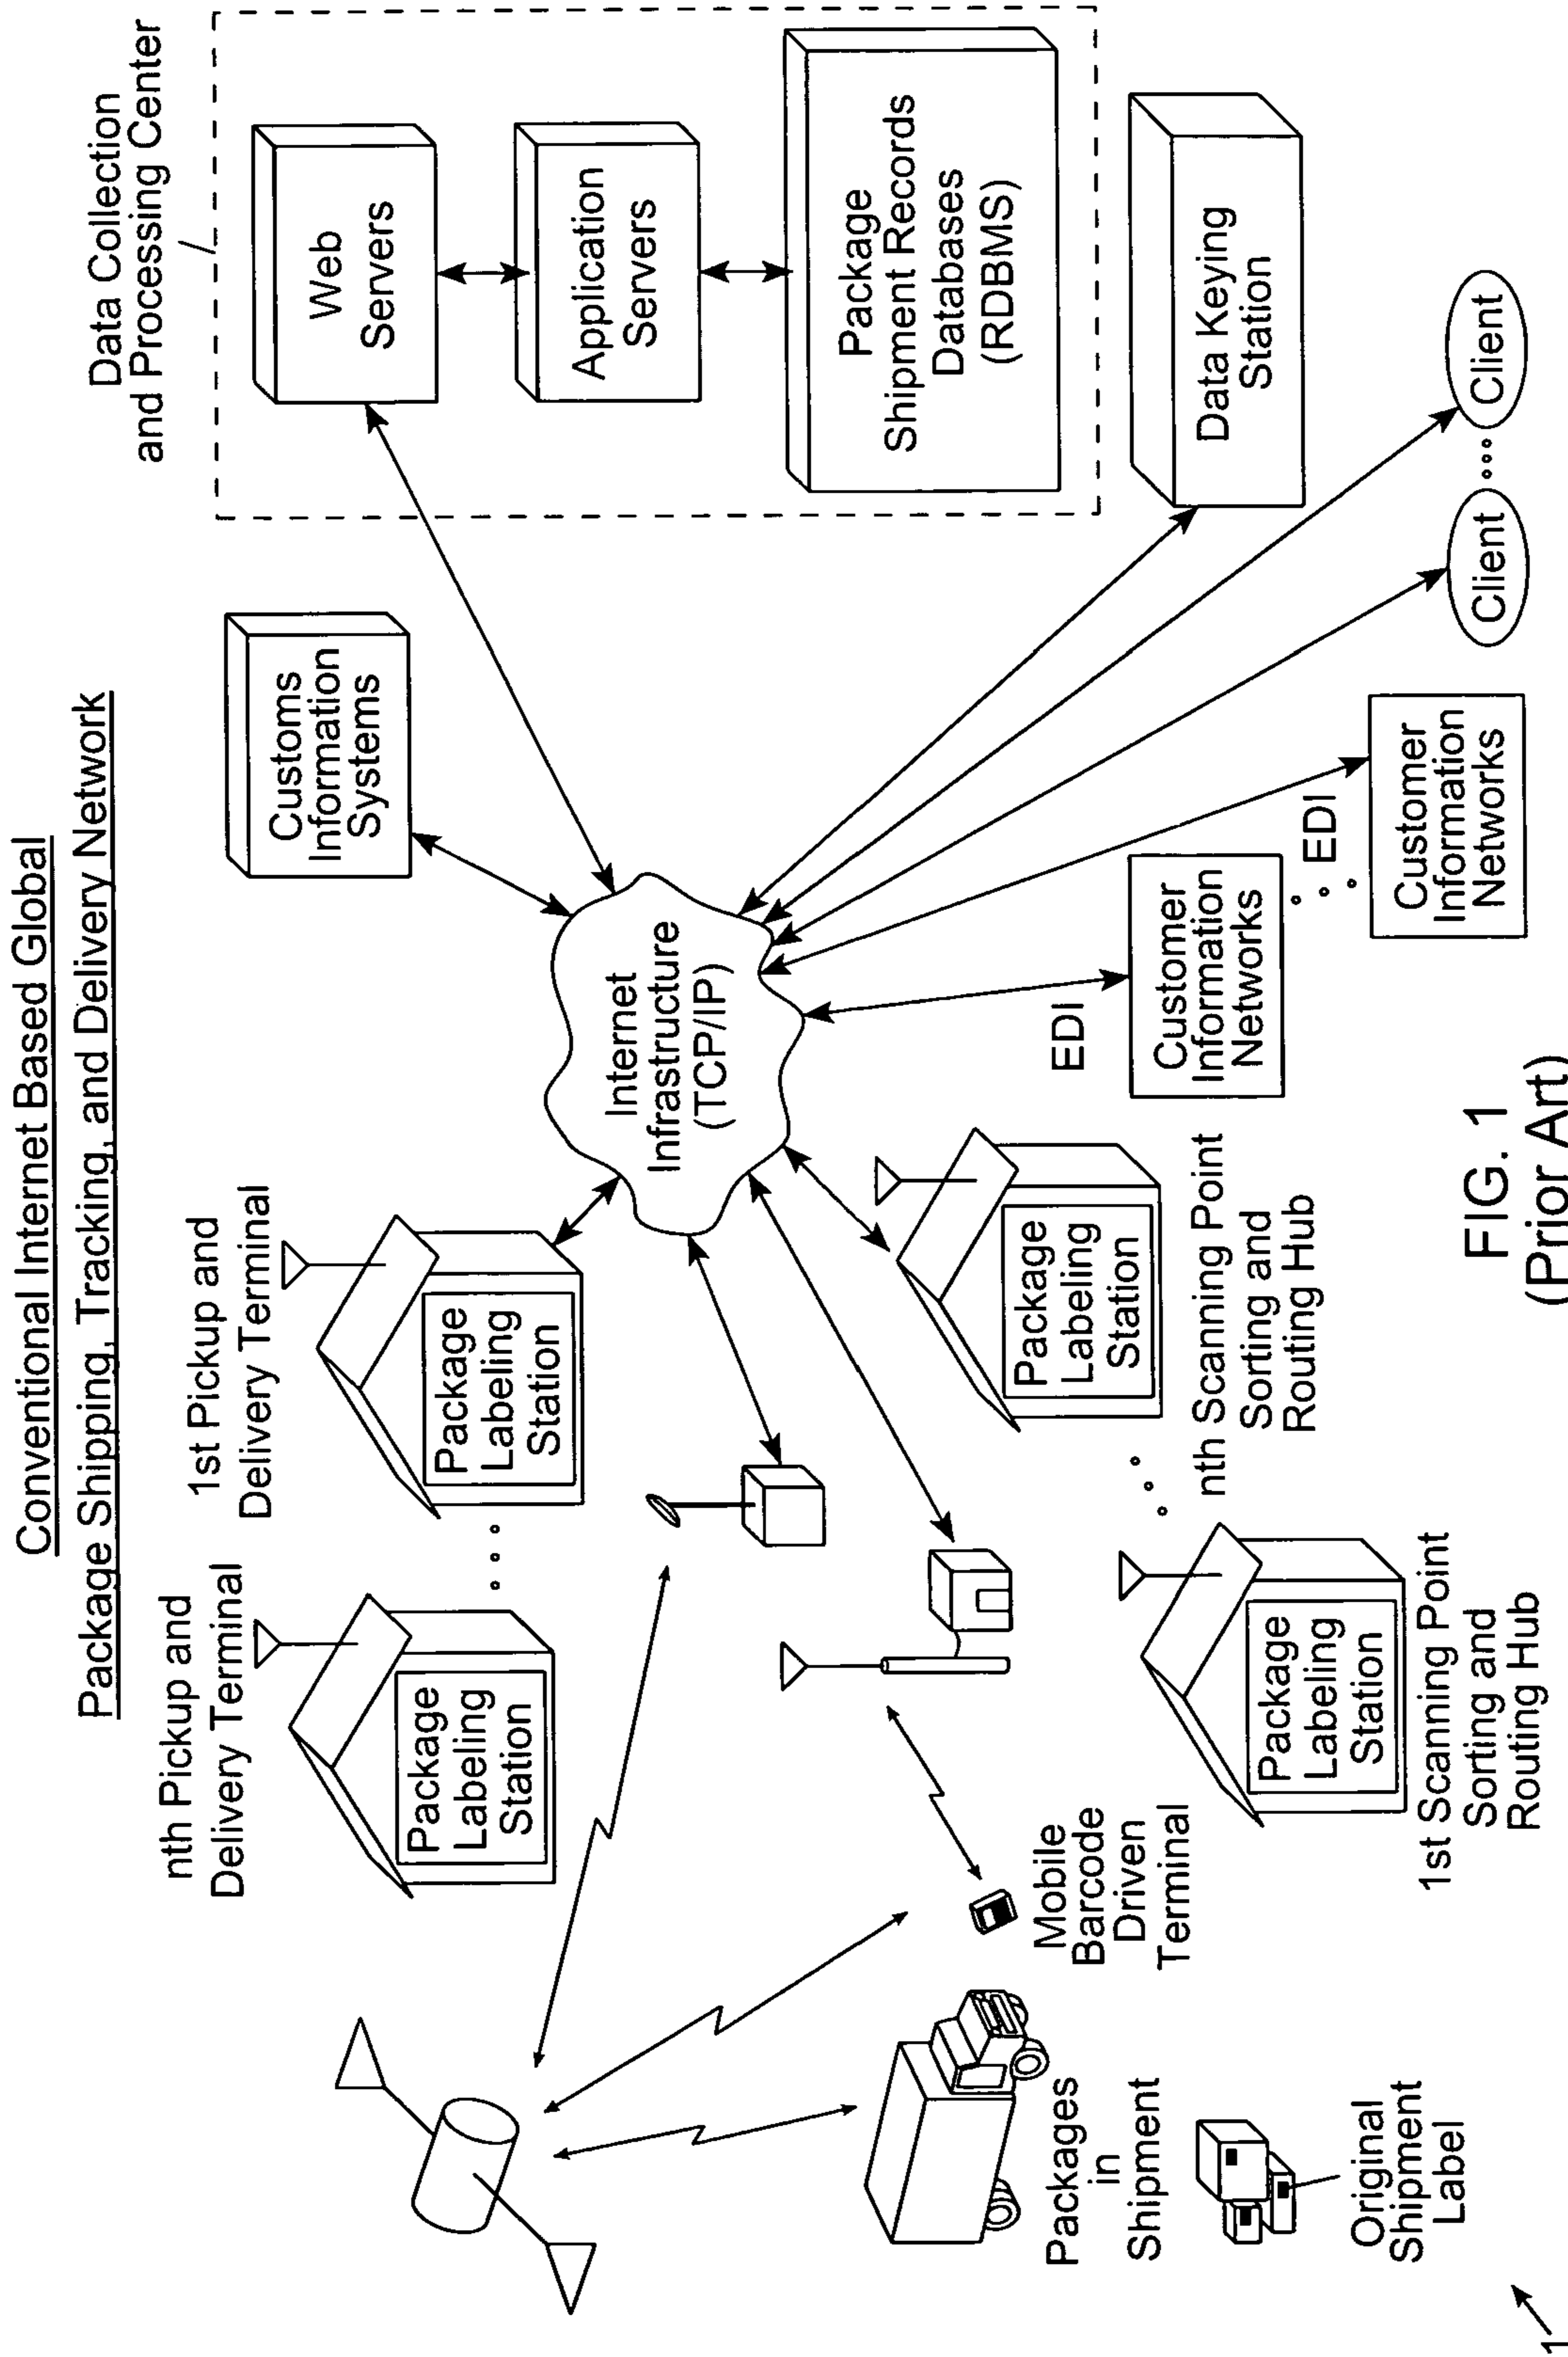 Conventional Internet Based Global
Package Shipping, Tracking, and Delivery Network
nth Pickup and
Delivery Terminal
Package
Labeling
Station
1st Pickup and
Delivery Terminal
Package
Labeling
Station
Customs
Information
Systems
Data Collection
and Processing Center
Web
Servers
Application
Servers
Package
Shipment Records
Databases
(RDBMS)
Internet
Infrastructure
(TCP/IP)
Data Keying
Station
Client
Client
EDI
Customer
Information
Networks
EDI
Customer
Information
Networks
Package
Labeling
Station
nth Scanning Point
Sorting and
Routing Hub
Package
Labeling
Station
1st Scanning Point
Sorting and
Routing Hub
Mobile
Barcode
Driven
Terminal
Packages
in
Shipment
Original
Shipment
Label
1
FIG. 1
(Prior Art)